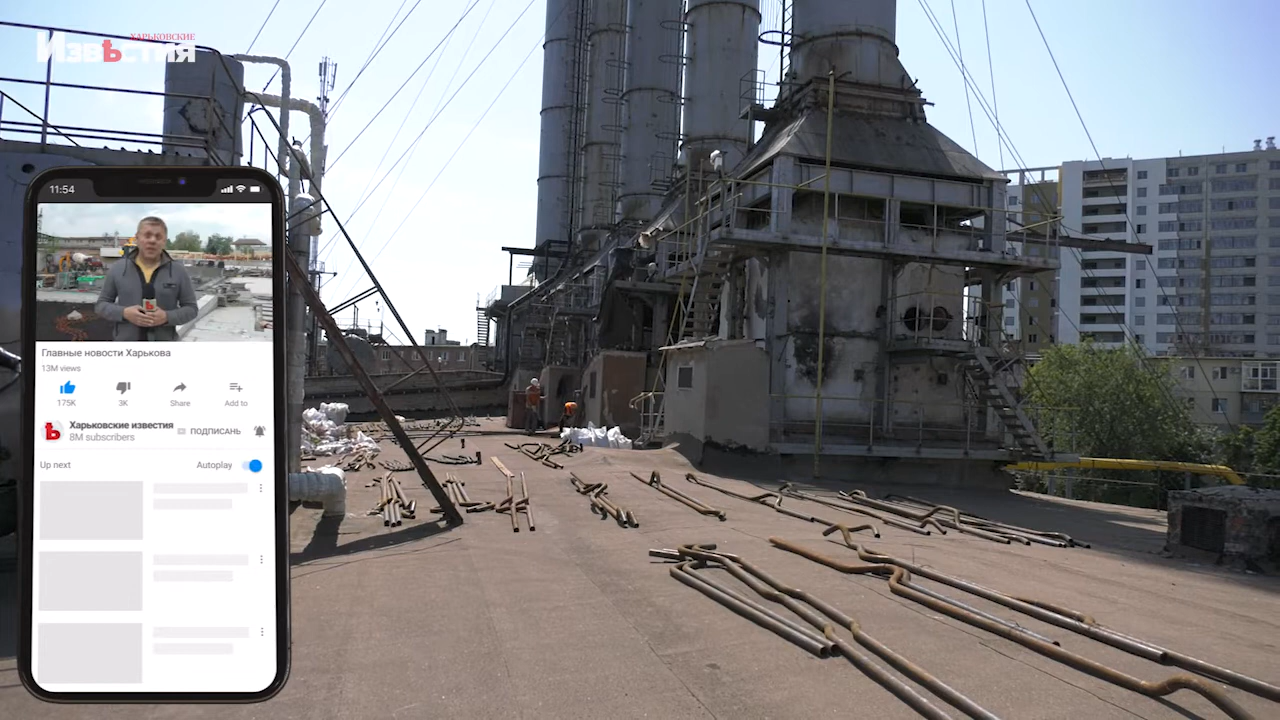 ХАРЬКОВСКИЕ
ИзвѢстия
11:54
Главные новости Харькова
13M views
175K
3K
Share
Add to
Ѣ
Харьковские известия
8M subscribers
ПОДПИСАНЬ
Up next
Autoplay